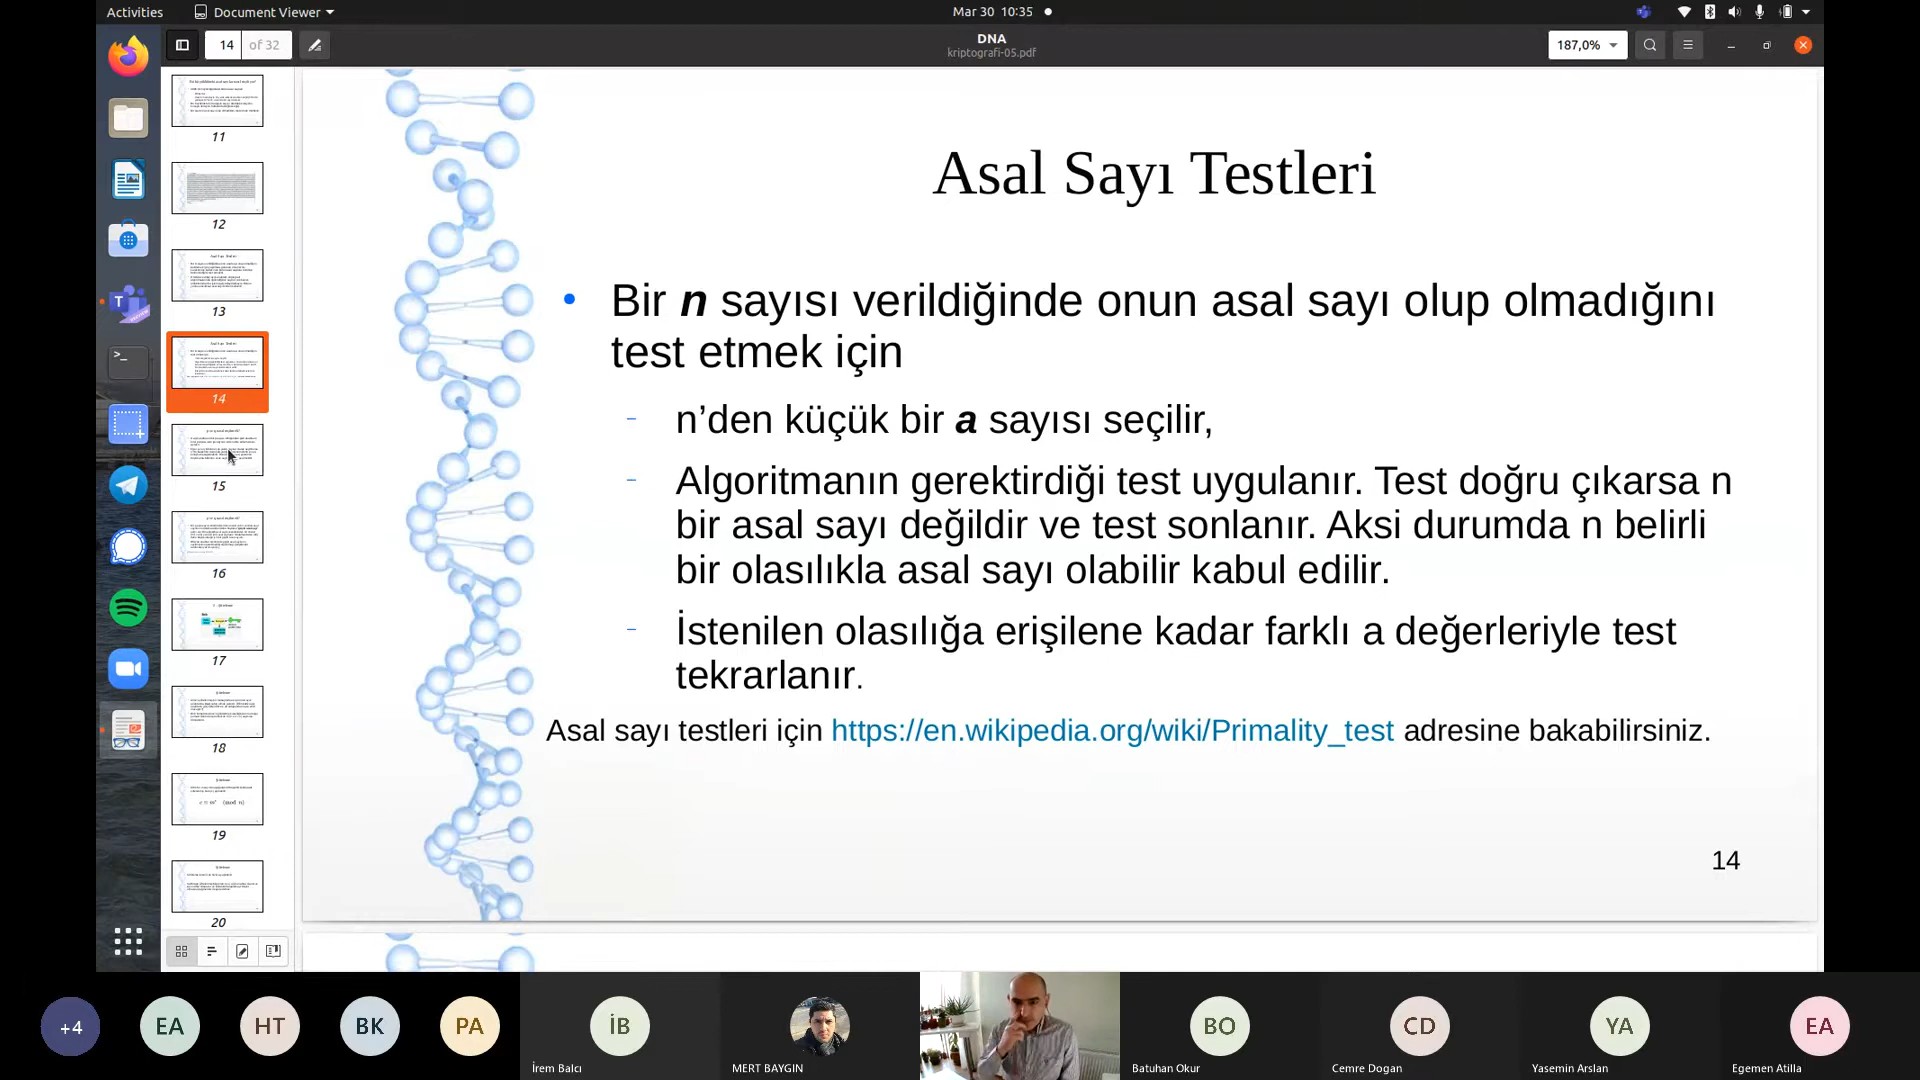 Activities
Document Viewer
Mar 30 10:35
14
of 32
DNA
kriptografi-05.pdf
187,0%
11
12
13
14
15
16
17
18
19
20
Asal Sayı Testleri
• Bir n sayısı verildiğinde onun asal sayı olup olmadığını
test etmek için
– n’den küçük bir a sayısı seçilir,
– Algoritmanın gerektirdiği test uygulanır. Test doğru çıkarsa n
bir asal sayı değildir ve test sonlanır. Aksi durumda n belirli
bir olasılıkla asal sayı olabilir kabul edilir.
– İstenilen olasılığa erişilene kadar farklı a değerleriyle test
tekrarlanır.
Asal sayı testleri için https://en.wikipedia.org/wiki/Primality_test adresine bakabilirsiniz.
14
+4
EA
HT
BK
PA
İB
İrem Balcı
MERT BAYGIN
BO
Batuhan Okur
CD
Cemre Dogan
YA
Yasemin Arslan
EA
Egemen Atilla